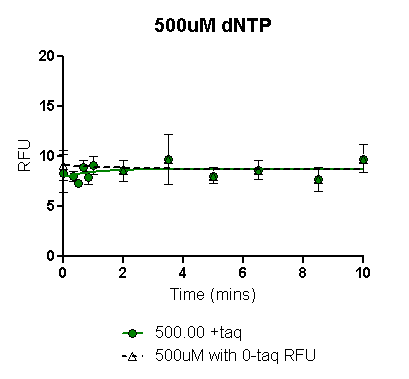 500uM dNTP
20
15
10
5
0
RFU
0 2 4 6 8 10
Time (mins)
500.00 +taq
500uM with 0-taq RFU